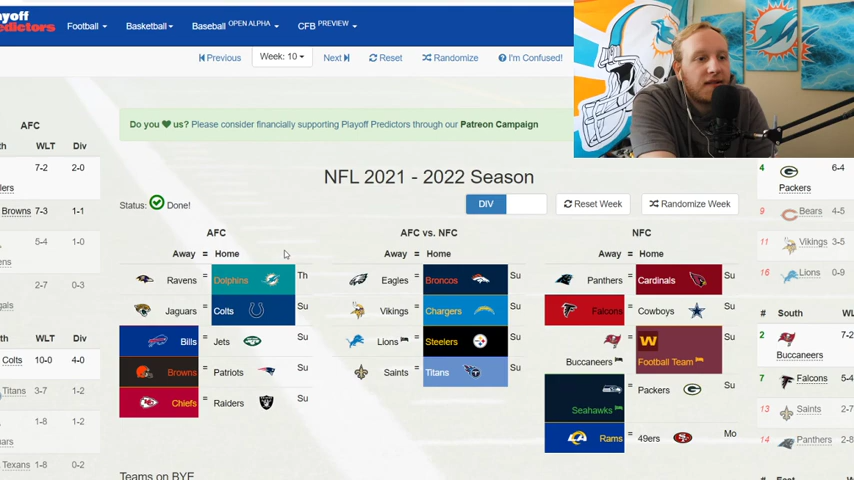 layoff
redictors
Football
Basketball
Baseball OPEN ALPHA
CFB PREVIEW
Previous
Week: 10
Next
Reset
Randomize
I'm Confused!
Do you us? Please consider financially supporting Playoff Predictors through our Patreon Campaign
NFL 2021 - 2022 Season
Status: Done!
DIV
Reset Week
Randomize Week
AFC
WLT Div
7-2 2-0
lers
Browns 7-3 1-1
5-4 1-0
ns
2-7 0-3
gals
WLT Div
Colts 10-0 4-0
Titans 3-7 1-2
1-8 1-2
uars
Texans 1-8 0-2
AFC
Away = Home
Ravens = Dolphins Th
Jaguars = Colts Su
Bills = Jets Su
Browns = Patriots Su
Chiefs = Raiders Su
AFC vs. NFC
Away = Home
Eagles = Broncos Su
Vikings = Chargers Su
Lions = Steelers Su
Saints = Titans Su
NFC
Away = Home
Panthers = Cardinals Su
Falcons = Cowboys Su
Buccaneers = W Football Team Su
Seahawks = Packers Su
Rams = 49ers Mo
Teams on BYE
4 Packers 6-4
9 Bears 4-5
11 Vikings 3-5
16 Lions 0-9
# South WLT
2 Buccaneers 7-2
7 Falcons 5-4
13 Saints 2-7
14 Panthers 2-8